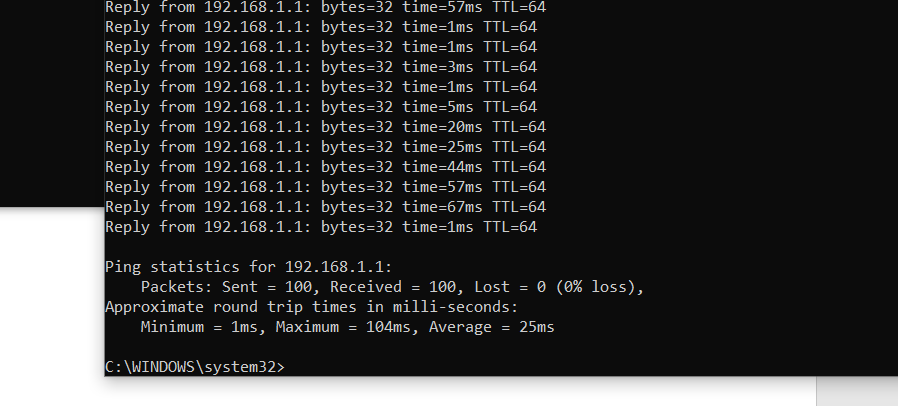 Reply from 192.168.1.1: bytes=32 time=57ms TTL=64
Reply from 192.168.1.1: bytes=32 time=1ms TTL=64
Reply from 192.168.1.1: bytes=32 time=1ms TTL=64
Reply from 192.168.1.1: bytes=32 time=3ms TTL=64
Reply from 192.168.1.1: bytes=32 time=1ms TTL=64
Reply from 192.168.1.1: bytes=32 time=5ms TTL=64
Reply from 192.168.1.1: bytes=32 time=20ms TTL=64
Reply from 192.168.1.1: bytes=32 time=25ms TTL=64
Reply from 192.168.1.1: bytes=32 time=44ms TTL=64
Reply from 192.168.1.1: bytes=32 time=57ms TTL=64
Reply from 192.168.1.1: bytes=32 time=67ms TTL=64
Reply from 192.168.1.1: bytes=32 time=1ms TTL=64

Ping statistics for 192.168.1.1:
    Packets: Sent = 100, Received = 100, Lost = 0 (0% loss),
Approximate round trip times in milli-seconds:
    Minimum = 1ms, Maximum = 104ms, Average = 25ms

C:\WINDOWS\system32>